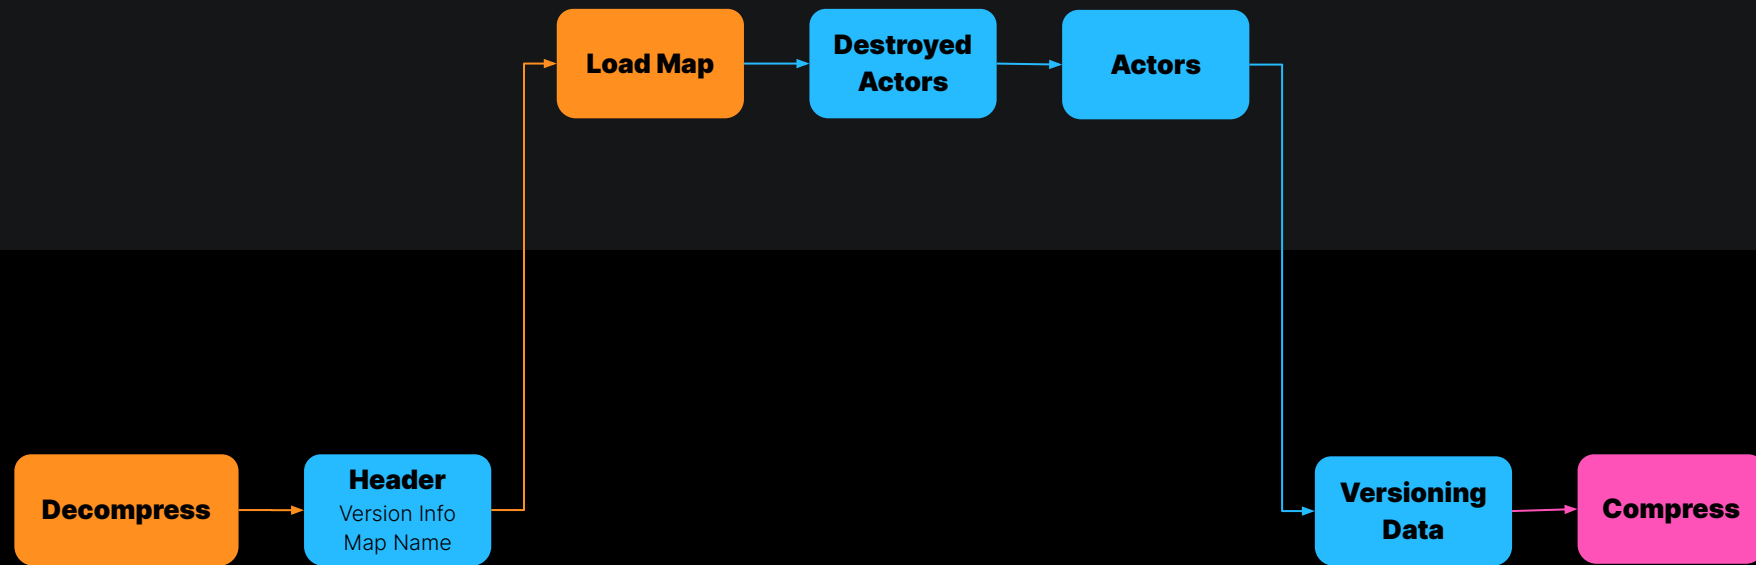 Load Map
Destroyed
Actors
Actors
Decompress
Header
Version Info
Map Name
Versioning
Data
Compress